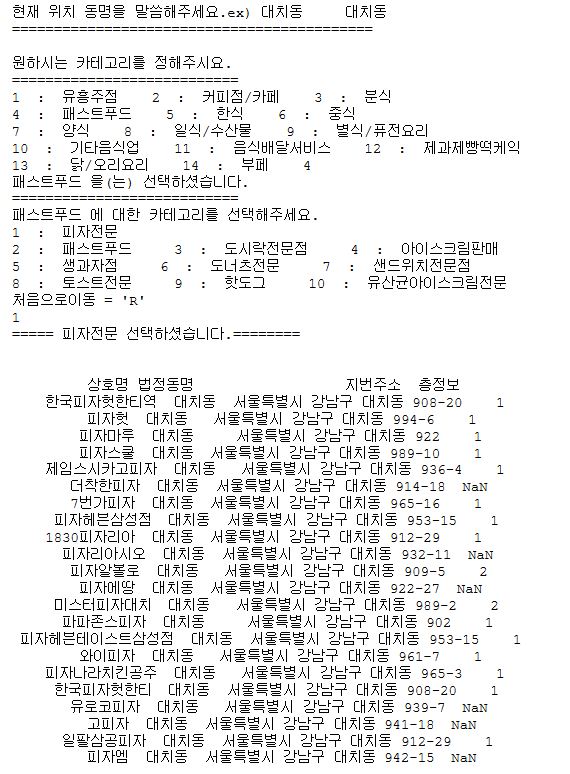 현재 위치 동명을 말씀해주세요.ex) 대치동 대치동
==========================================
원하시는 카테고리를 정해주시요.
==========================
1 : 유흥주점 2 : 커피점/카페 3 : 분식
4 : 패스트푸드 5 : 한식 6 : 중식
7 : 양식 8 : 일식/수산물 9 : 별식/퓨전요리
10 : 기타음식업 11 : 음식배달서비스 12 : 제과제빵떡케익
13 : 닭/오리요리 14 : 부페 4
패스트푸드 을(는) 선택하셨습니다.
==========================
패스트푸드 에 대한 카테고리를 선택해주세요.
1 : 피자전문
2 : 패스트푸드 3 : 도시락전문점 4 : 아이스크림판매
5 : 생과자점 6 : 도너츠전문 7 : 샌드위치전문점
8 : 토스트전문 9 : 핫도그 10 : 유산균아이스크림전문
처음으로이동 = 'R'
1
===== 피자전문 선택하셨습니다.========
상호명 법정동명 지번주소 층정보
한국피자헛한티역 대치동 서울특별시 강남구 대치동 908-20 1
피자헛 대치동 서울특별시 강남구 대치동 994-6 1
피자마루 대치동 서울특별시 강남구 대치동 922 1
피자스쿨 대치동 서울특별시 강남구 대치동 989-10 1
제임스시카고피자 대치동 서울특별시 강남구 대치동 936-4 1
더착한피자 대치동 서울특별시 강남구 대치동 914-18 NaN
7번가피자 대치동 서울특별시 강남구 대치동 965-16 1
피자헤븐삼성점 대치동 서울특별시 강남구 대치동 953-15 1
1830피자리아 대치동 서울특별시 강남구 대치동 912-29 1
피자리아시오 대치동 서울특별시 강남구 대치동 932-11 NaN
피자알볼로 대치동 서울특별시 강남구 대치동 909-5 2
피자에땅 대치동 서울특별시 강남구 대치동 922-27 NaN
미스터피자대치 대치동 서울특별시 강남구 대치동 989-2 2
파파존스피자 대치동 서울특별시 강남구 대치동 902 1
피자헤븐테이스트삼성점 대치동 서울특별시 강남구 대치동 953-15 1
와이피자 대치동 서울특별시 강남구 대치동 961-7 1
피자나라치킨공주 대치동 서울특별시 강남구 대치동 965-3 1
한국피자헛한티 대치동 서울특별시 강남구 대치동 908-20 1
유로코피자 대치동 서울특별시 강남구 대치동 939-7 NaN
고피자 대치동 서울특별시 강남구 대치동 941-18 NaN
일팔삼공피자 대치동 서울특별시 강남구 대치동 912-29 1
피자엠 대치동 서울특별시 강남구 대치동 942-15 NaN